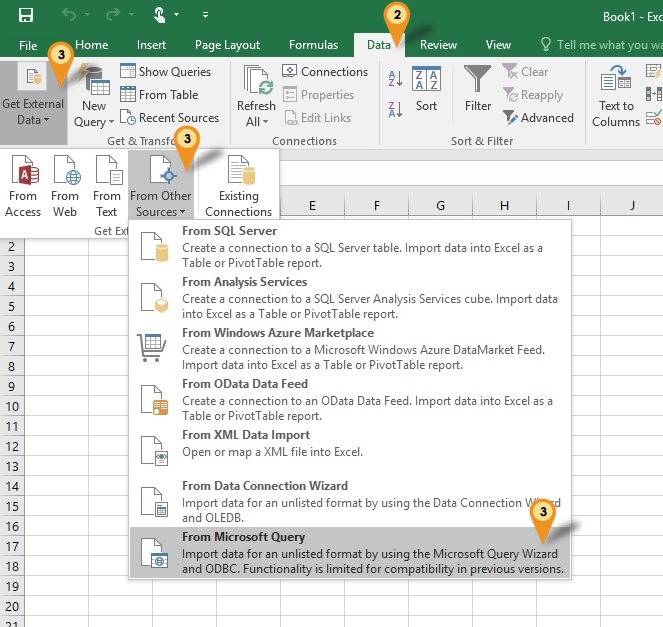 Book1 - Exc
2
File
Home
Insert
Page Layout
Formulas
Data
Review
View
Tell me what you wa
3
Get External
Data
New
Query
Show Queries
From Table
Recent Sources
Get & Transfo
Refresh
All
Connections
Properties
Edit Links
Connections
Sort
Filter
Clear
Reapply
Advanced
Sort & Filter
Text to
Columns
3
From
Access
From
Web
From
Text
From Other
Sources
Existing
Connections
Get Ext
E
F
G
H
I
J
2
3
4
5
6
7
8
9
10
11
12
13
14
15
16
17
18
19
20
21
From SQL Server
Create a connection to a SQL Server table. Import data into Excel as a
Table or PivotTable report.
From Analysis Services
Create a connection to a SQL Server Analysis Services cube. Import data
into Excel as a Table or PivotTable report.
From Windows Azure Marketplace
Create a connection to a Microsoft Windows Azure DataMarket Feed.
Import data into Excel as a Table or PivotTable report.
From OData Data Feed
Create a connection to an OData Data Feed. Import data into Excel as a
Table or PivotTable report.
From XML Data Import
Open or map a XML file into Excel.
From Data Connection Wizard
Import data for an unlisted format by using the Data Connection Wizard
and OLEDB.
3
From Microsoft Query
Import data for an unlisted format by using the Microsoft Query Wizard
and ODBC. Functionality is limited for compatibility in previous versions.